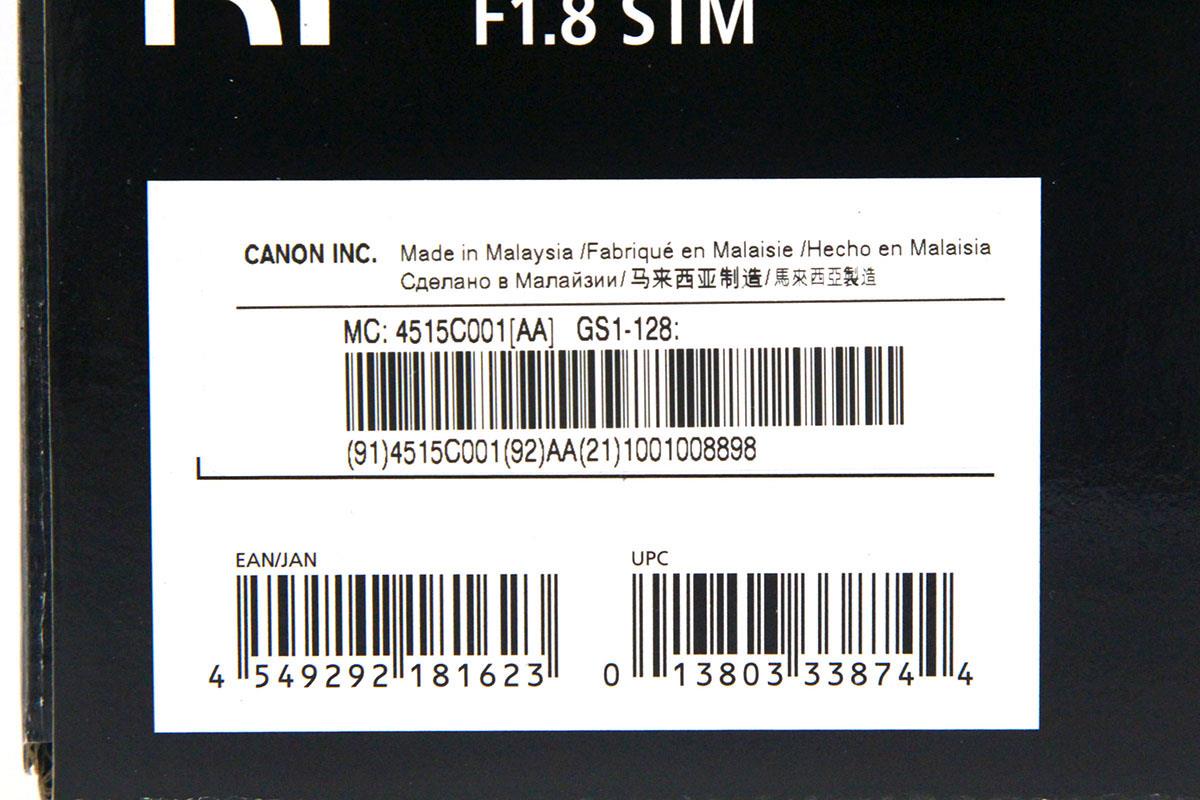 F1.8 STM
CANON INC. Made in Malaysia /Fabriqué en Malaisie /Hecho en Malaisia
Сделано в Малайзии/马来西亚制造/馬來西亞製造
MC: 4515C001[AA] GS1-128:
(91)4515C001(92)AA(21)1001008898
EAN/JAN
4 549292 181623
UPC
0 13803 33874 4